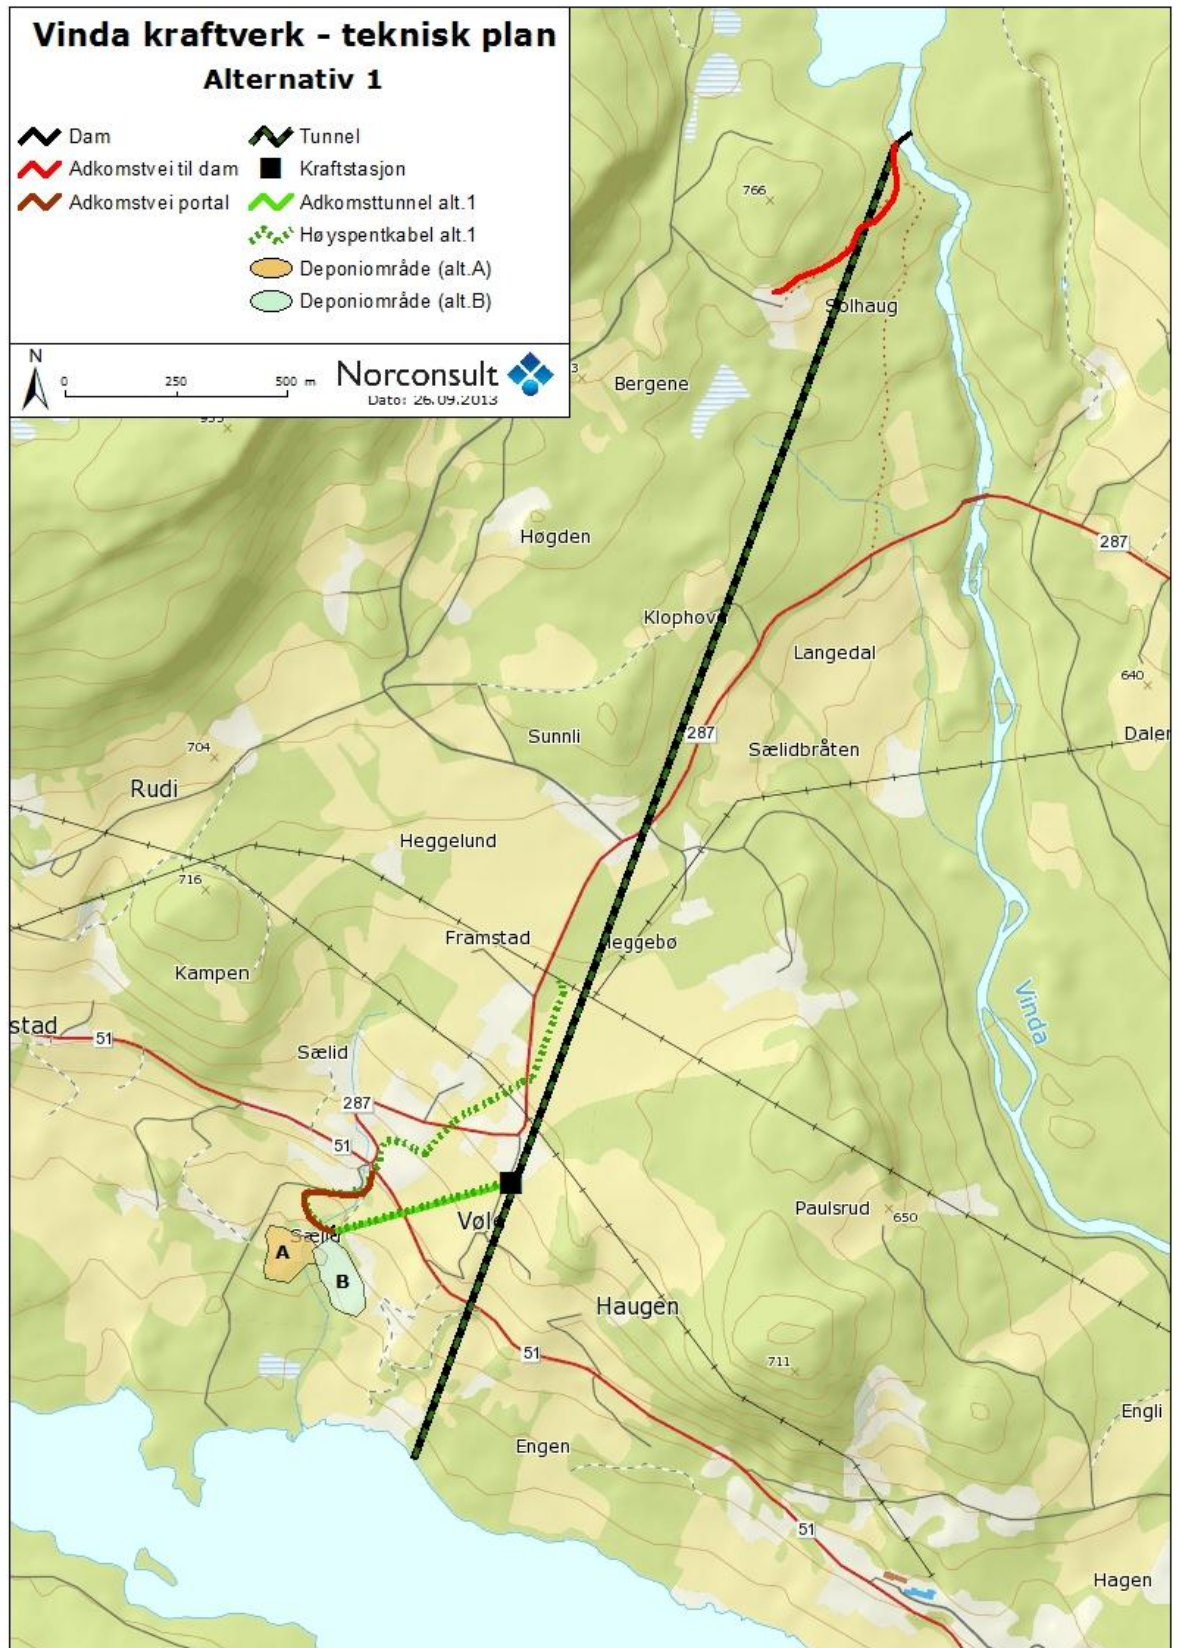 Vinda kraftverk - teknisk plan
Alternativ 1
Dam
Tunnel
Adkomstvei til dam
Kraftstasjon
Adkomstvei portal
Adkomsttunnel alt.1
Høyspentkabel alt.1
Deponiområde (alt.A)
Deponiområde (alt.B)
N
0 250 500 m
Norconsult
Dato: 26.09.2013
766
Solhaug
3
Bergene
Høgden
287
Klophov
Langedal
640
Sunnli
287
Dalen
704
Sælidbråten
Rudi
Heggelund
716
Framstad
Heggebø
Kampen
Vinda
stad
51
Sælid
287
51
Paulsrud
650
Vøle
Sælid
A
B
Haugen
51
711
Engli
Engen
51
Hagen